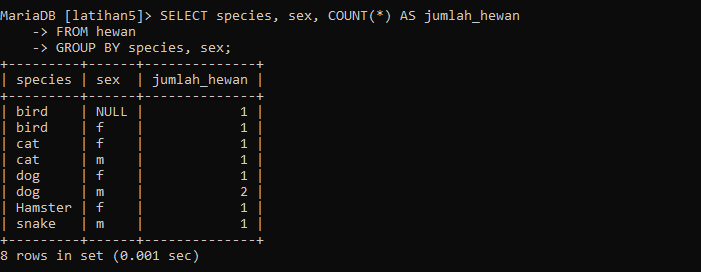 MariaDB [latihan5]> SELECT species, sex, COUNT(*) AS jumlah_hewan
    -> FROM hewan
    -> GROUP BY species, sex;
+---------+------+--------------+
| species | sex  | jumlah_hewan |
+---------+------+--------------+
| bird    | NULL |            1 |
| bird    | f    |            1 |
| cat     | f    |            1 |
| cat     | m    |            1 |
| dog     | f    |            1 |
| dog     | m    |            2 |
| Hamster | f    |            1 |
| snake   | m    |            1 |
+---------+------+--------------+
8 rows in set (0.001 sec)